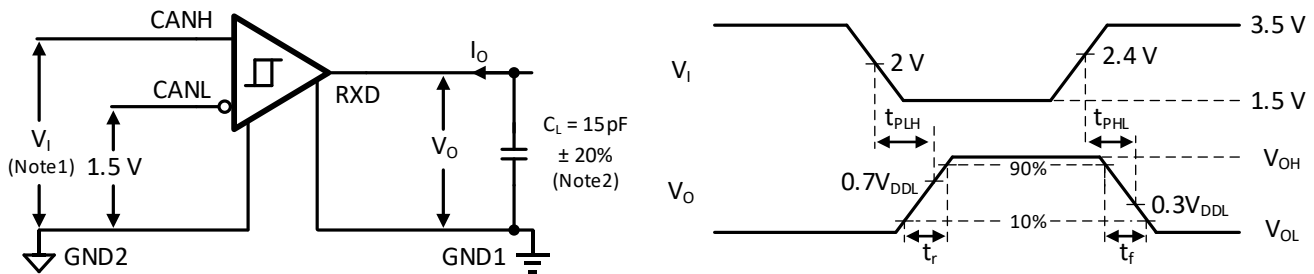 CANH
CANL
V_I
(Note1)
1.5 V
GND2
RXD
I_O
V_O
C_L = 15pF
± 20%
(Note2)
GND1
V_I
2 V
2.4 V
3.5 V
1.5 V
t_PLH
t_PHL
V_O
0.7V_DDL
90%
10%
0.3V_DDL
V_OH
V_OL
t_r
t_f